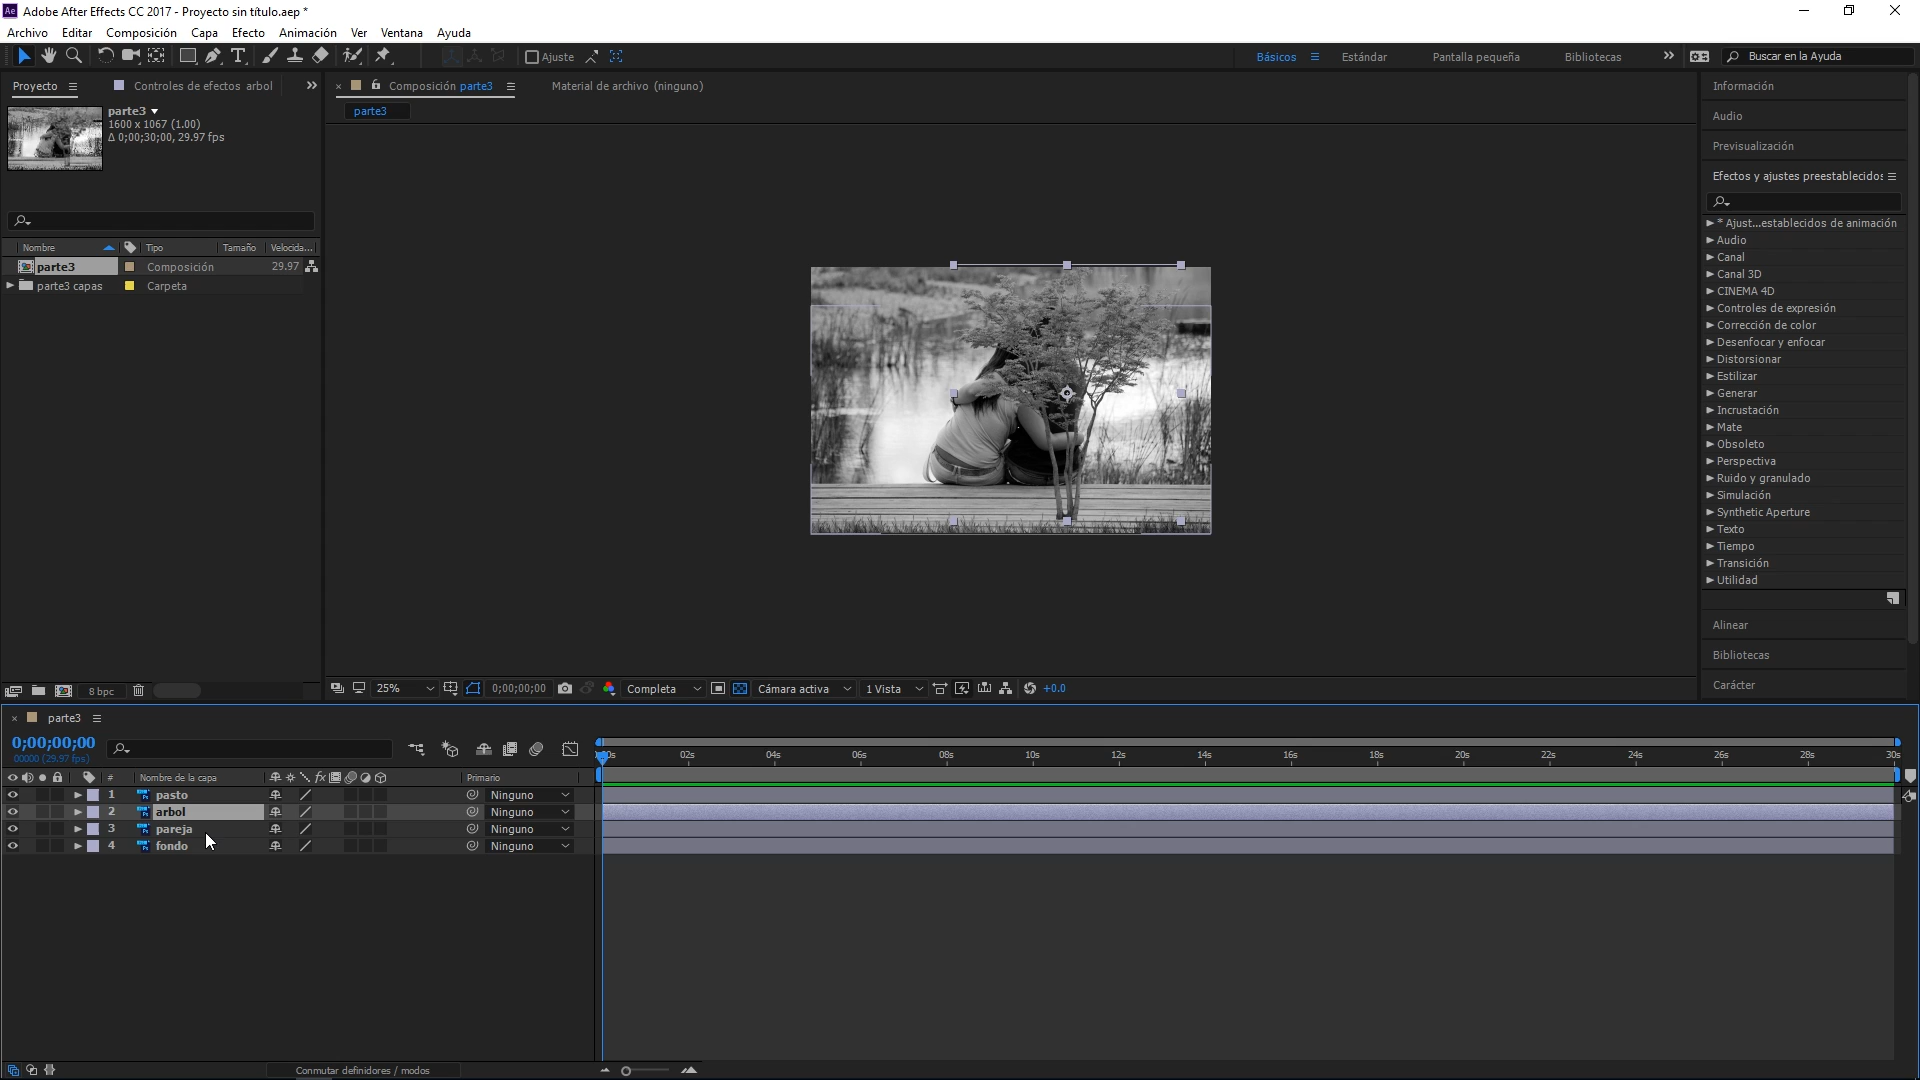 Ae Adobe After Effects CC 2017 - Proyecto sin título.aep *
Archivo Editar Composición Capa Efecto Animación Ver Ventana Ayuda
Ajuste
Básicos Estándar Pantalla pequeña Bibliotecas Buscar en la Ayuda
Proyecto
Controles de efectos arbol
parte3
1600 x 1067 (1.00)
Δ 0;00;30;00, 29.97 fps
Nombre Tipo Tamaño Velocida...
parte3 Composición 29.97
parte3 capas Carpeta
8 bpc
Composición parte3
Material de archivo (ninguno)
parte3
25% 0;00;00;00 Completa Cámara activa 1 Vista +0.0
Información
Audio
Previsualización
Efectos y ajustes preestablecidos
* Ajust...establecidos de animación
Audio
Canal
Canal 3D
CINEMA 4D
Controles de expresión
Corrección de color
Desenfocar y enfocar
Distorsionar
Estilizar
Generar
Incrustación
Mate
Obsoleto
Perspectiva
Ruido y granulado
Simulación
Synthetic Aperture
Texto
Tiempo
Transición
Utilidad
Alinear
Bibliotecas
Carácter
parte3
0;00;00;00
00000 (29.97 fps)
02s 04s 06s 08s 10s 12s 14s 16s 18s 20s 22s 24s 26s 28s 30s
# Nombre de la capa fx Primario
1 pasto Ninguno
2 arbol Ninguno
3 pareja Ninguno
4 fondo Ninguno
Conmutar definidores / modos